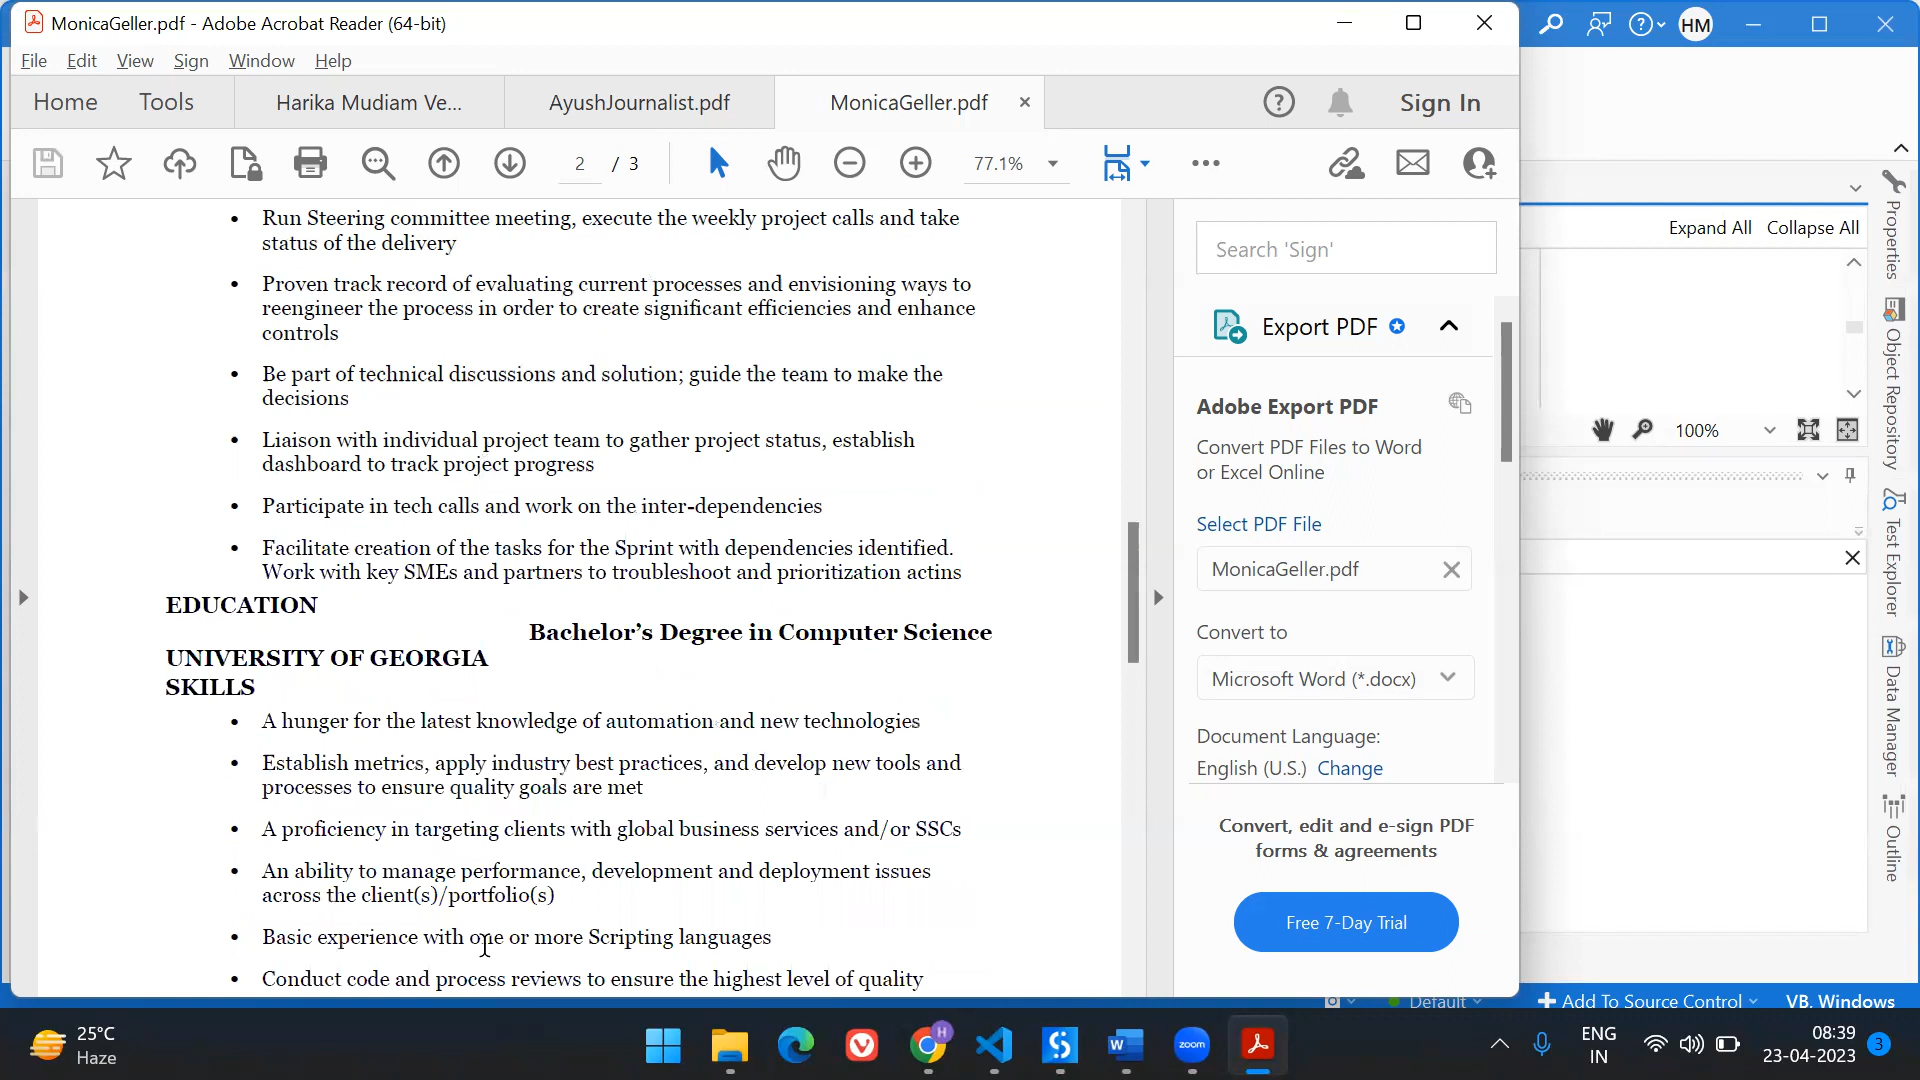 MonicaGeller.pdf - Adobe Acrobat Reader (64-bit)
HM
File Edit View Sign Window Help
Home Tools Harika Mudiam Ve... AyushJournalist.pdf MonicaGeller.pdf Sign In
2 / 3 77.1%
Run Steering committee meeting, execute the weekly project calls and take
status of the delivery
Proven track record of evaluating current processes and envisioning ways to
reengineer the process in order to create significant efficiencies and enhance
controls
Be part of technical discussions and solution; guide the team to make the
decisions
Liaison with individual project team to gather project status, establish
dashboard to track project progress
Participate in tech calls and work on the inter-dependencies
Facilitate creation of the tasks for the Sprint with dependencies identified.
Work with key SMEs and partners to troubleshoot and prioritization actins
EDUCATION
Bachelor’s Degree in Computer Science
UNIVERSITY OF GEORGIA
SKILLS
A hunger for the latest knowledge of automation and new technologies
Establish metrics, apply industry best practices, and develop new tools and
processes to ensure quality goals are met
A proficiency in targeting clients with global business services and/or SSCs
An ability to manage performance, development and deployment issues
across the client(s)/portfolio(s)
Basic experience with one or more Scripting languages
Conduct code and process reviews to ensure the highest level of quality
Search 'Sign'
Export PDF
Adobe Export PDF
Convert PDF Files to Word
or Excel Online
Select PDF File
MonicaGeller.pdf
Convert to
Microsoft Word (*.docx)
Document Language:
English (U.S.) Change
Convert, edit and e-sign PDF
forms & agreements
Free 7-Day Trial
Expand All Collapse All
100%
Properties
Object Repository
Test Explorer
Data Manager
Outline
Default Add To Source Control VB. Windows
25°C
Haze
H
zoom
ENG
IN
08:39
23-04-2023
3